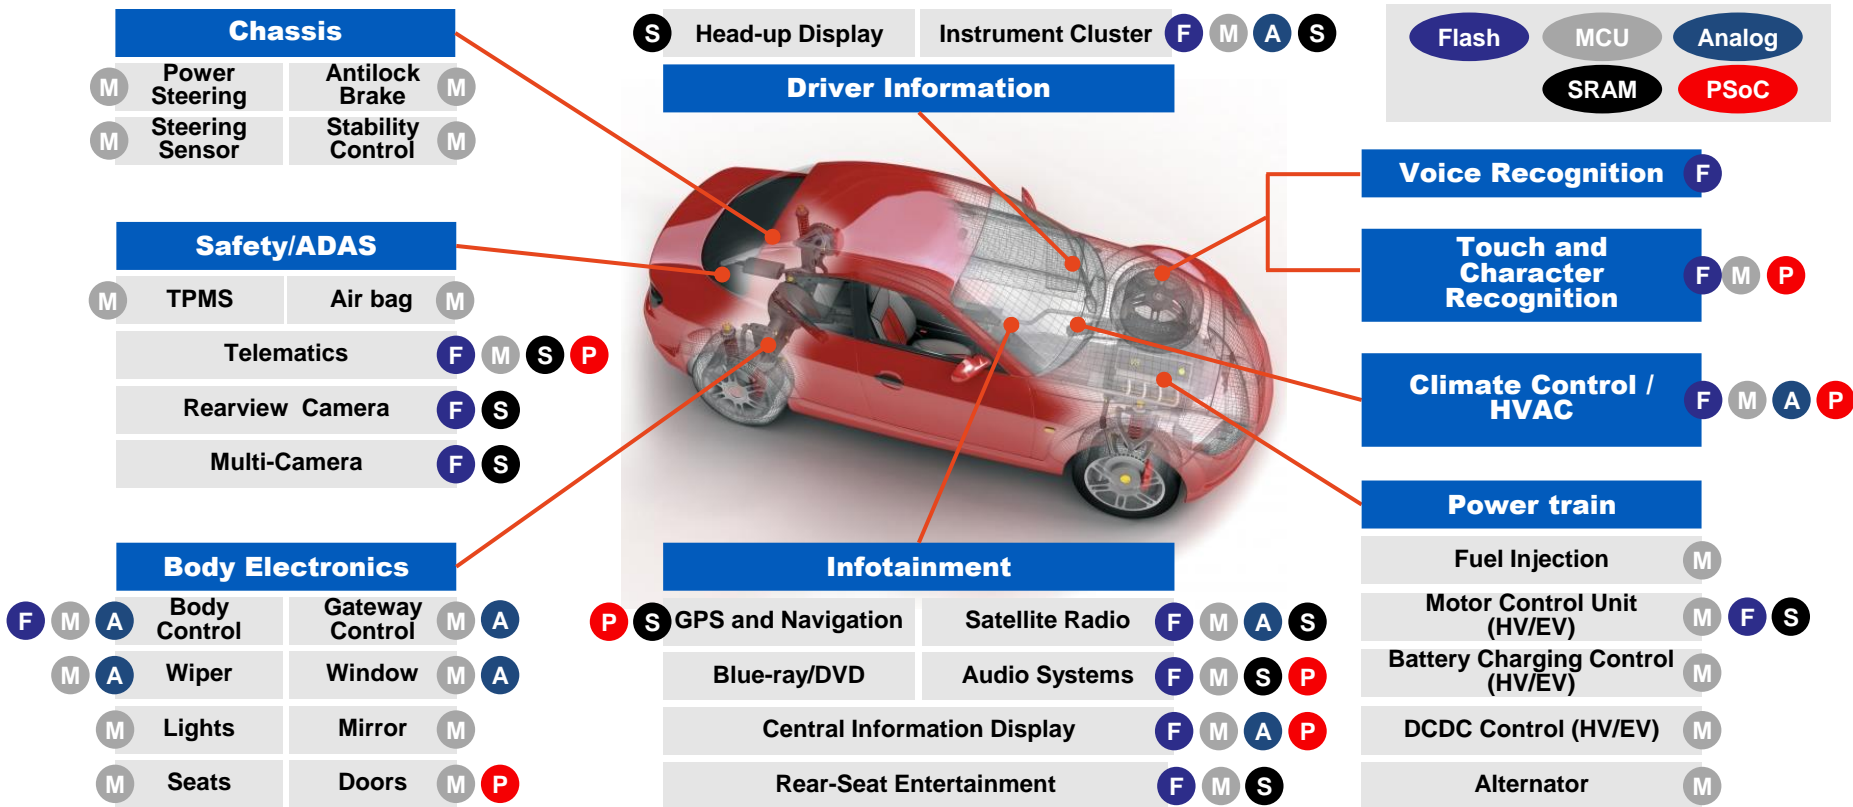 Chassis
M Power Steering Antilock Brake M
M Steering Sensor Stability Control M
S Head-up Display Instrument Cluster F M A S
Driver Information
Flash MCU Analog
SRAM PSoC
Voice Recognition F
Touch and
Character
Recognition
F M P
Climate Control /
HVAC
F M A P
Safety/ADAS
M TPMS Air bag M
Telematics F M S P
Rearview Camera F S
Multi-Camera F S
Body Electronics
F M A Body Control Gateway Control M A
M A Wiper Window M A
M Lights Mirror M
M Seats Doors M P
Infotainment
P S GPS and Navigation Satellite Radio F M A S
Blue-ray/DVD Audio Systems F M S P
Central Information Display F M A P
Rear-Seat Entertainment F M S
Power train
Fuel Injection M
Motor Control Unit
(HV/EV)
M F S
Battery Charging Control
(HV/EV)
M
DCDC Control (HV/EV) M
Alternator M